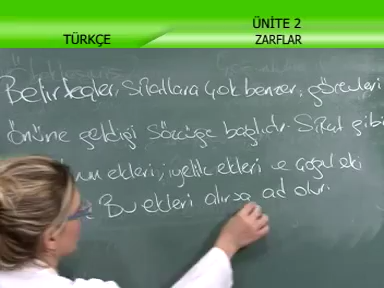 TÜRKÇE
ÜNİTE 2
ZARFLAR
Belirteçler, sıfatlara çok benzer, görevleri
önüne geldiği sözcüğe bağlıdır. Sıfat gibi
ekleri, iyelik ekleri ve çoğul eki
Bu ekleri alırsa ad olur.